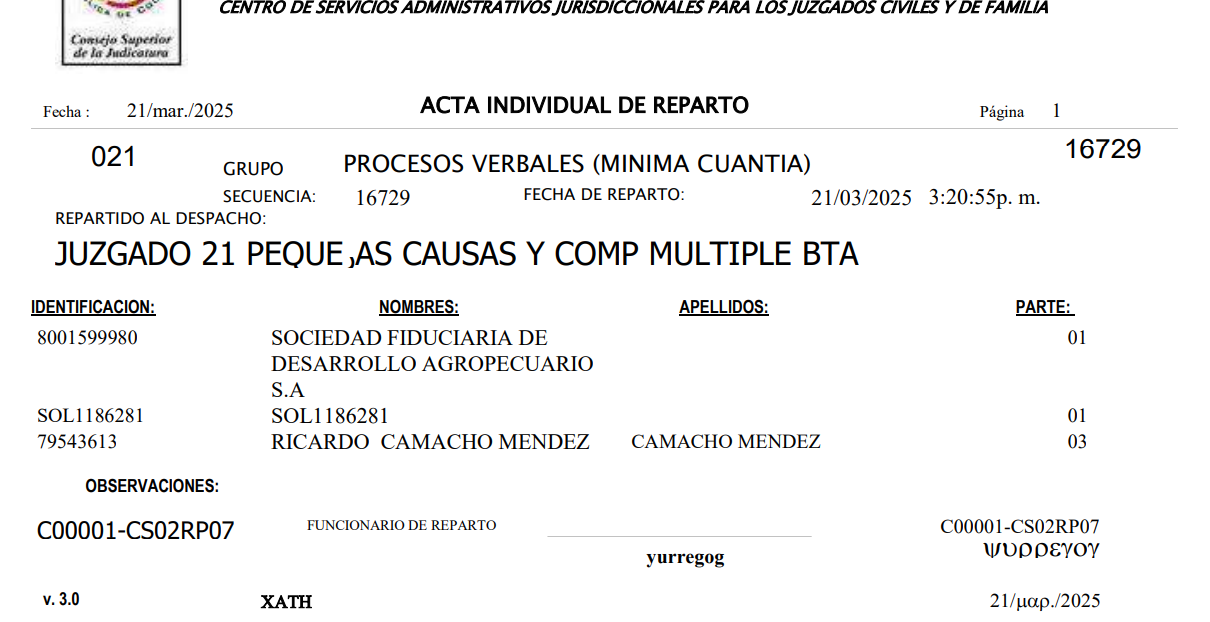 CENTRO DE SERVICIOS ADMINISTRATIVOS JURISDICCIONALES PARA LOS JUZGADOS CIVILES Y DE FAMILIA
Consejo Superior
de la Judicatura
Fecha : 21/mar./2025 ACTA INDIVIDUAL DE REPARTO Página 1
021 16729
GRUPO PROCESOS VERBALES (MINIMA CUANTIA)
SECUENCIA: 16729 FECHA DE REPARTO: 21/03/2025 3:20:55p. m.
REPARTIDO AL DESPACHO:
JUZGADO 21 PEQUE¸AS CAUSAS Y COMP MULTIPLE BTA
IDENTIFICACION: NOMBRES: APELLIDOS: PARTE:
8001599980 SOCIEDAD FIDUCIARIA DE 01
DESARROLLO AGROPECUARIO
S.A
SOL1186281 SOL1186281 01
79543613 RICARDO CAMACHO MENDEZ CAMACHO MENDEZ 03
OBSERVACIONES:
C00001-CS02RP07 FUNCIONARIO DE REPARTO C00001-CS02RP07
yurregog ψυρρεγογ
v. 3.0 XATH 21/μαρ./2025